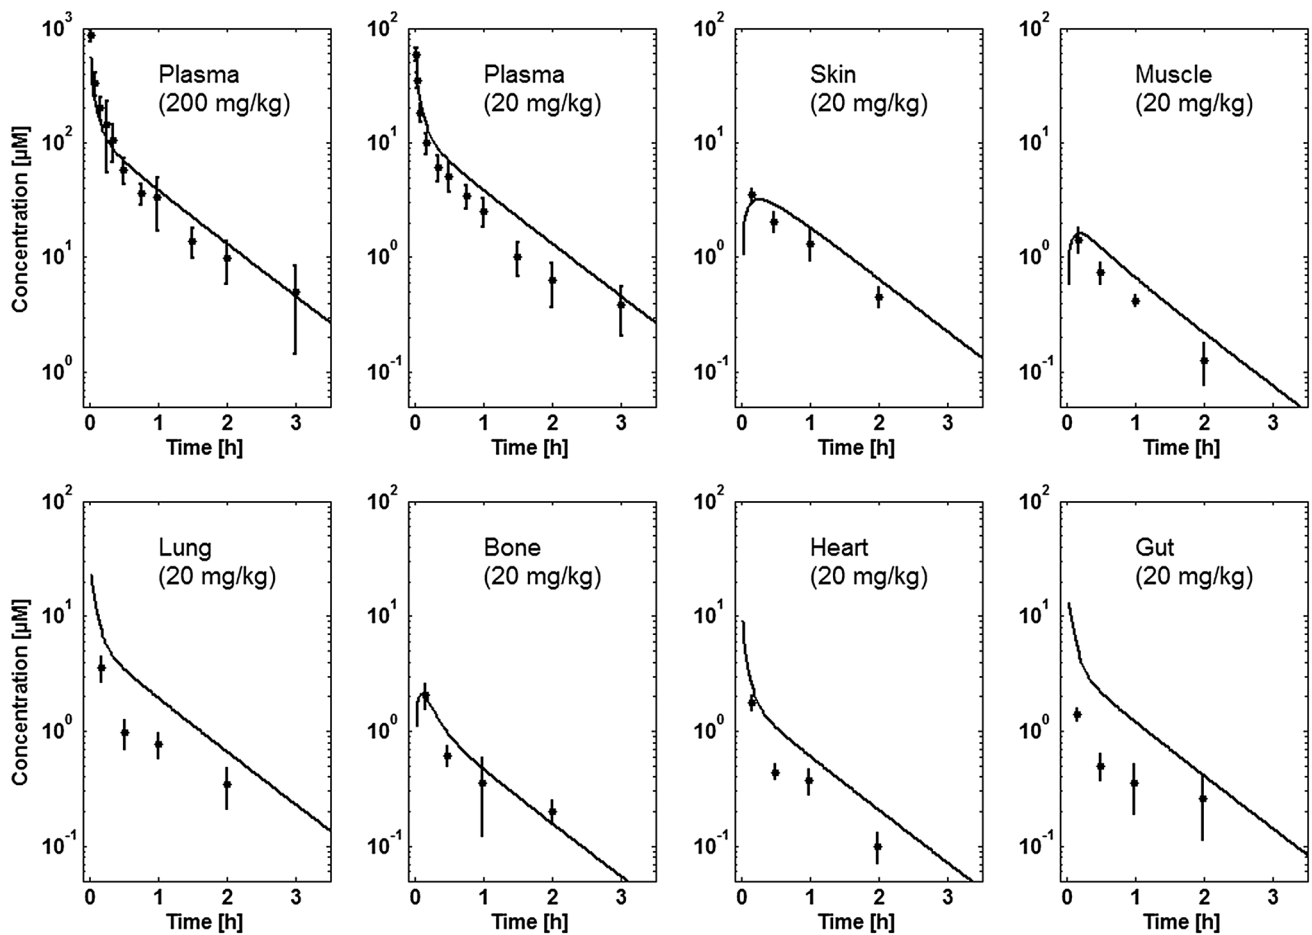 Concentration [µM]
10³
10²
10¹
10⁰
Plasma
(200 mg/kg)
0 1 2 3
Time [h]
10²
10¹
10⁰
10⁻¹
Plasma
(20 mg/kg)
0 1 2 3
Time [h]
10²
10¹
10⁰
10⁻¹
Skin
(20 mg/kg)
0 1 2 3
Time [h]
10²
10¹
10⁰
10⁻¹
Muscle
(20 mg/kg)
0 1 2 3
Time [h]
Concentration [µM]
10²
10¹
10⁰
10⁻¹
Lung
(20 mg/kg)
0 1 2 3
Time [h]
10²
10¹
10⁰
10⁻¹
Bone
(20 mg/kg)
0 1 2 3
Time [h]
10²
10¹
10⁰
10⁻¹
Heart
(20 mg/kg)
0 1 2 3
Time [h]
10²
10¹
10⁰
10⁻¹
Gut
(20 mg/kg)
0 1 2 3
Time [h]